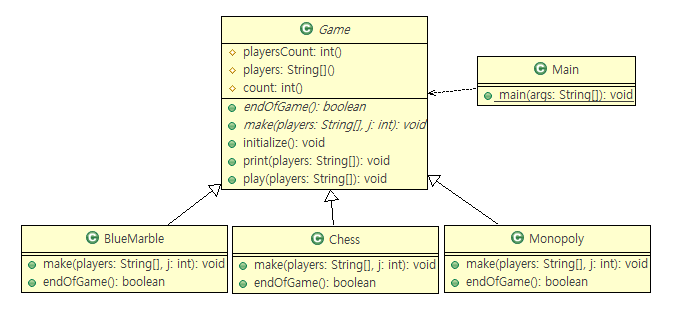 Game
playersCount: int()
players: String[]()
count: int()
endOfGame(): boolean
make(players: String[], j: int): void
initialize(): void
print(players: String[]): void
play(players: String[]): void
Main
main(args: String[]): void
BlueMarble
make(players: String[], j: int): void
endOfGame(): boolean
Chess
make(players: String[], j: int): void
endOfGame(): boolean
Monopoly
make(players: String[], j: int): void
endOfGame(): boolean